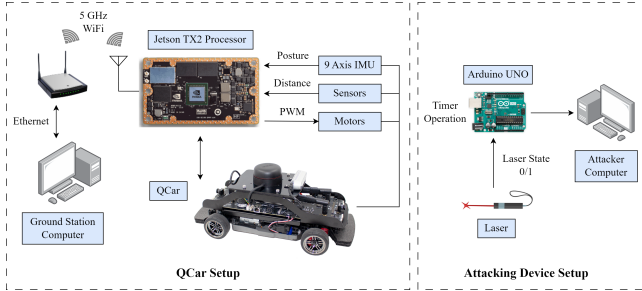 5 GHz
WiFi
Jetson TX2 Processor
Posture
9 Axis IMU
Distance
Sensors
PWM
Motors
Ethernet
QCar
Ground Station
Computer
QCar Setup
Arduino UNO
Timer
Operation
Laser State
0/1
Attacker
Computer
Laser
Attacking Device Setup